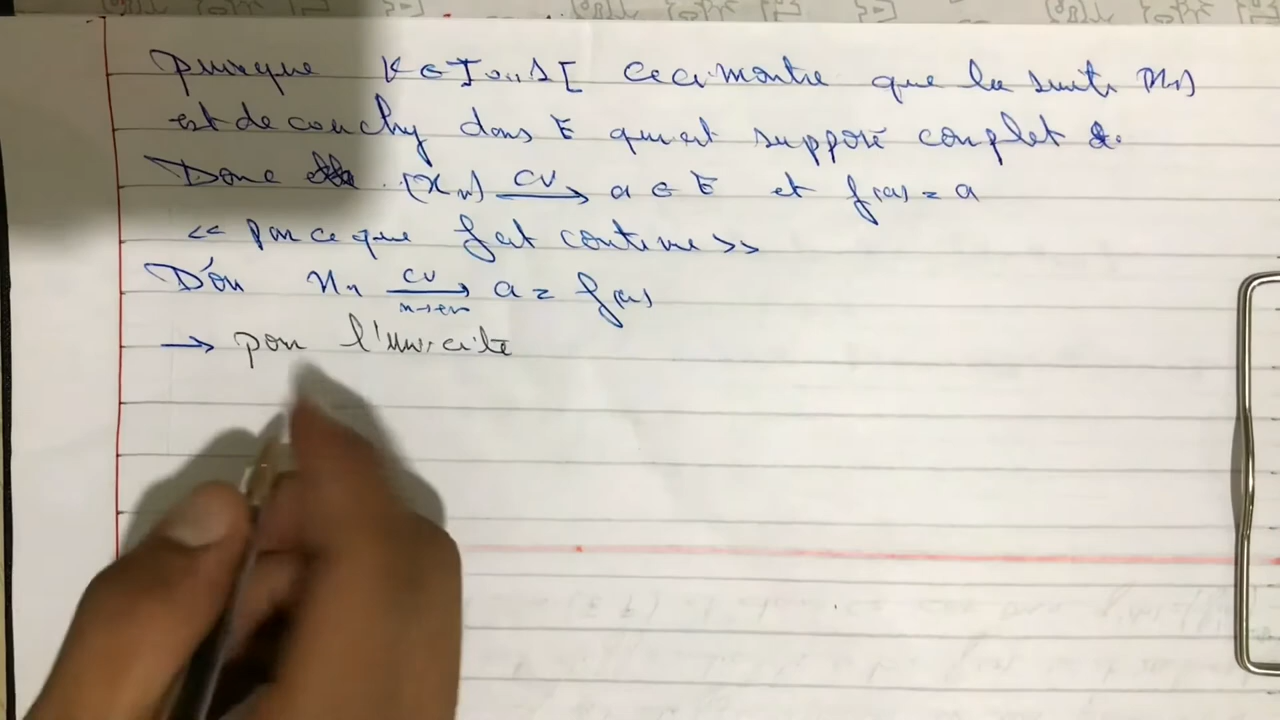 puisque K ∈ ]0,1[ ceci montre que la suite (xn)
est de cauchy dans E qui est supposé complet
Donc (xn) CV→ a ∈ E et f(a) = a
<< Parce que f est continue >>
D'où xn CV→ n→+∞ a = f(a)
→ pour l'unicité